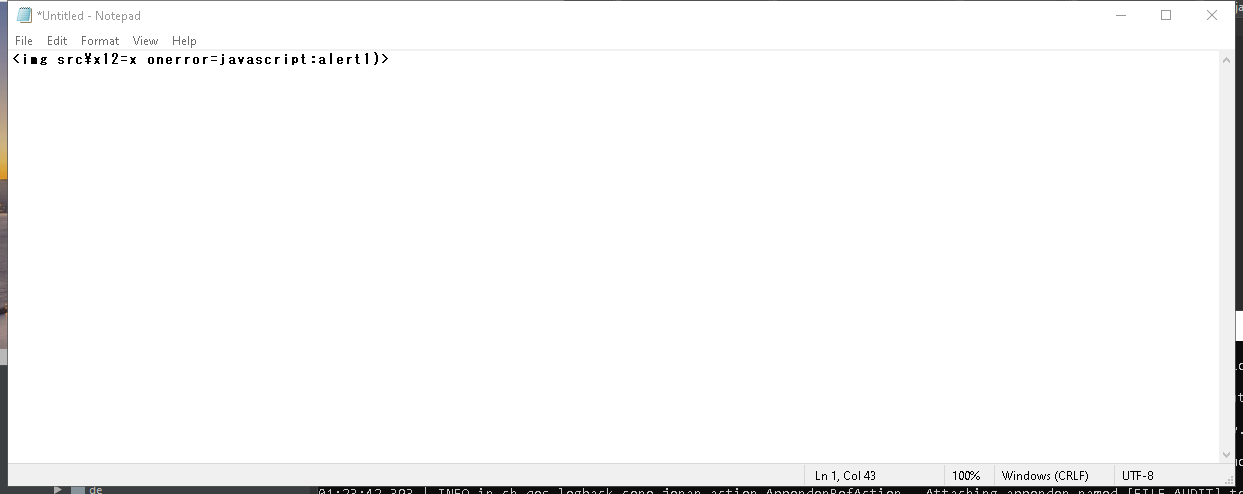 *Untitled - Notepad
File Edit Format View Help
<img src¥x12=x onerror=javascript:alert1)>
Ln 1, Col 43 100% Windows (CRLF) UTF-8
de
01:23:42,393 | INFO in ch.qos.logback.core.joran.action.AppenderRefAction - Attaching appender named [FILE_AUDIT] t